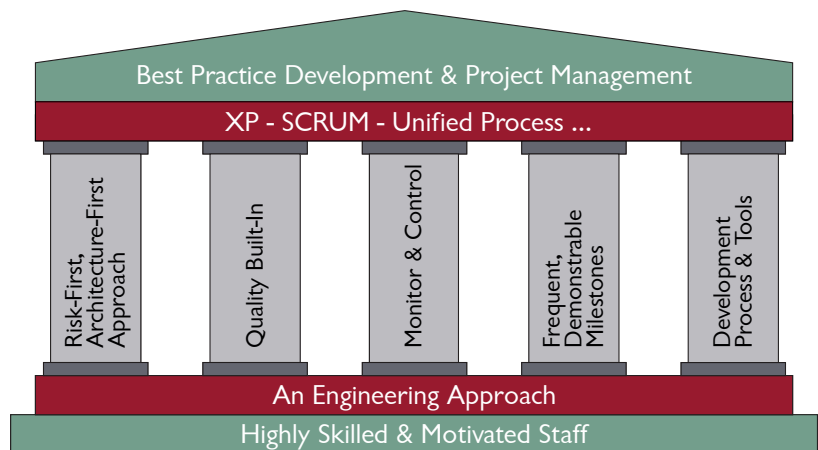 Best Practice Development & Project Management
XP - SCRUM - Unified Process ...
Risk-First,
Architecture-First
Approach
Quality Built-In
Monitor & Control
Frequent,
Demonstrable
Milestones
Development
Process & Tools
An Engineering Approach
Highly Skilled & Motivated Staff